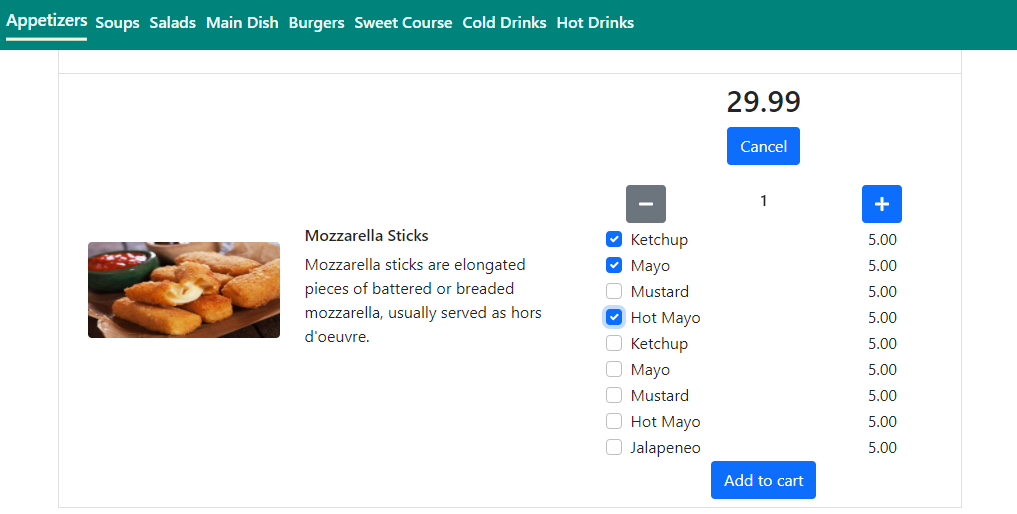 Appetizers Soups Salads Main Dish Burgers Sweet Course Cold Drinks Hot Drinks
29.99
Cancel
1
Mozzarella Sticks
Mozzarella sticks are elongated
pieces of battered or breaded
mozzarella, usually served as hors
d'oeuvre.
Ketchup 5.00
Mayo 5.00
Mustard 5.00
Hot Mayo 5.00
Ketchup 5.00
Mayo 5.00
Mustard 5.00
Hot Mayo 5.00
Jalapeneo 5.00
Add to cart